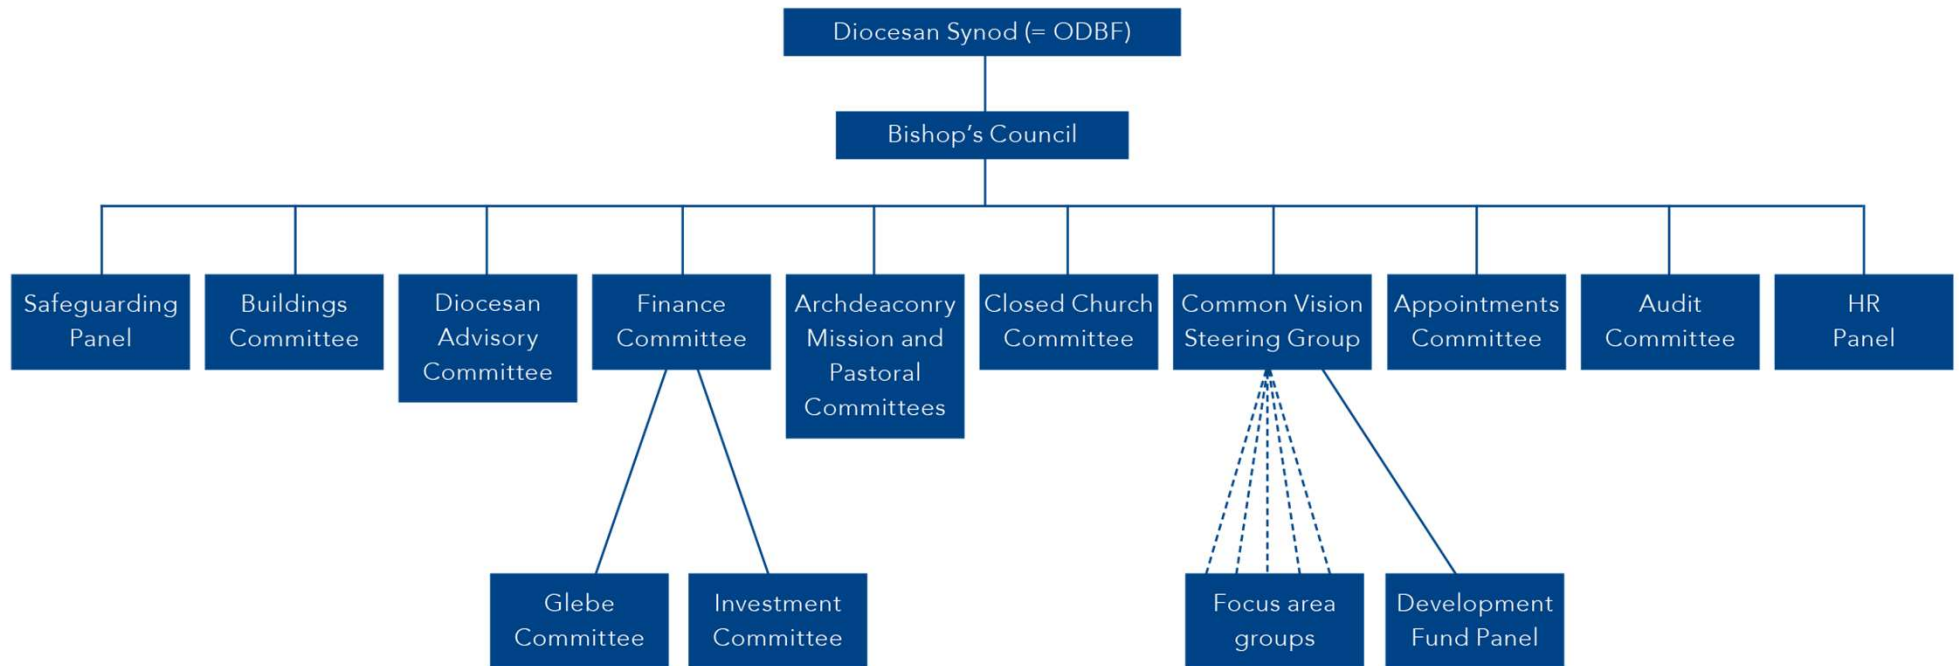 Diocesan Synod (= ODBF)
Bishop’s Council
Safeguarding
Panel
Buildings
Committee
Diocesan
Advisory
Committee
Finance
Committee
Archdeaconry
Mission and
Pastoral
Committees
Closed Church
Committee
Common Vision
Steering Group
Appointments
Committee
Audit
Committee
HR
Panel
Glebe
Committee
Investment
Committee
Focus area
groups
Development
Fund Panel